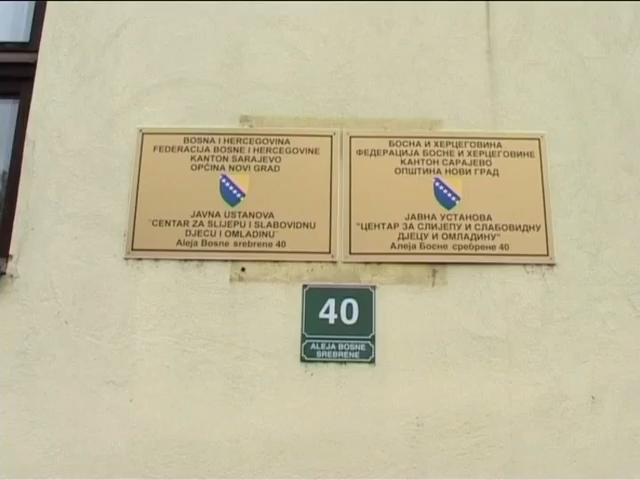 BOSNA I HERCEGOVINA
FEDERACIJA BOSNE I HERCEGOVINE
KANTON SARAJEVO
OPĆINA NOVI GRAD
JAVNA USTANOVA
"CENTAR ZA SLIJEPU I SLABOVIDNU
DJECU I OMLADINU"
Aleja Bosne srebrene 40
БОСНА И ХЕРЦЕГОВИНА
ФЕДЕРАЦИЈА БОСНЕ И ХЕРЦЕГОВИНЕ
КАНТОН САРАЈЕВО
ОПШТИНА НОВИ ГРАД
ЈАВНА УСТАНОВА
"ЦЕНТАР ЗА СЛИЈЕПУ И СЛАБОВИДНУ
ДЈЕЦУ И ОМЛАДИНУ"
Алеја Босне сребрене 40
40
ALEJA BOSNE
SREBRENE